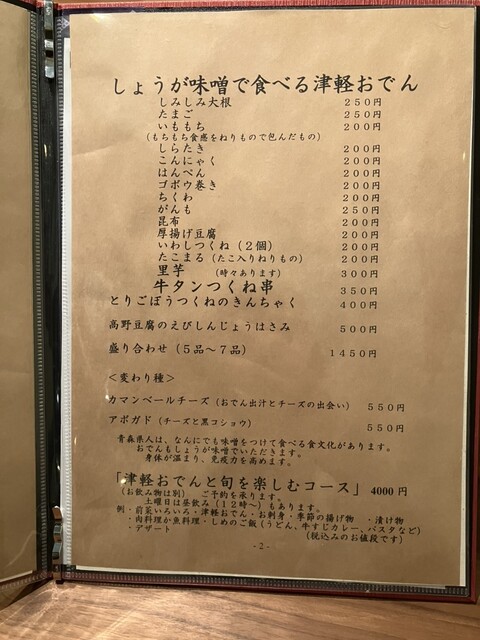 しょうが味噌で食べる津軽おでん
しみしみ大根 250円
たまご 250円
いももち 200円
(もちもち食感をねりもので包んだもの)
しらたき 200円
こんにゃく 200円
はんぺん 200円
ゴボウ巻き 200円
ちくわ 200円
がんも 250円
昆布 200円
厚揚げ豆腐 200円
いわしつくね(2個) 200円
たこまる(たこ入りねりもの) 200円
里芋 (時々あります) 300円
牛タンつくね串 350円
とりごぼうつくねのきんちゃく 400円
高野豆腐のえびしんじょうはさみ 500円
盛り合わせ(5品〜7品) 1450円
<変わり種>
カマンベールチーズ(おでん出汁とチーズの出会い) 550円
アボガド(チーズと黒コショウ) 550円
青森県人は、なんにでも味噌をつけて食べる食文化があります。
おでんもしょうが味噌でいただきます。
身体が温まり、免疫力を高めます。
「津軽おでんと旬を楽しむコース」 4000円
(お飲み物は別) ご予約を承ります。
土曜日は昼飲み(12時〜)もあります。
例・前菜いろいろ・津軽おでん・お刺身・季節の揚げ物 ・漬け物
・肉料理か魚料理・しめのご飯(うどん、牛すじカレー、パスタなど)
・デザート (税込みのお値段です)
- 2 -